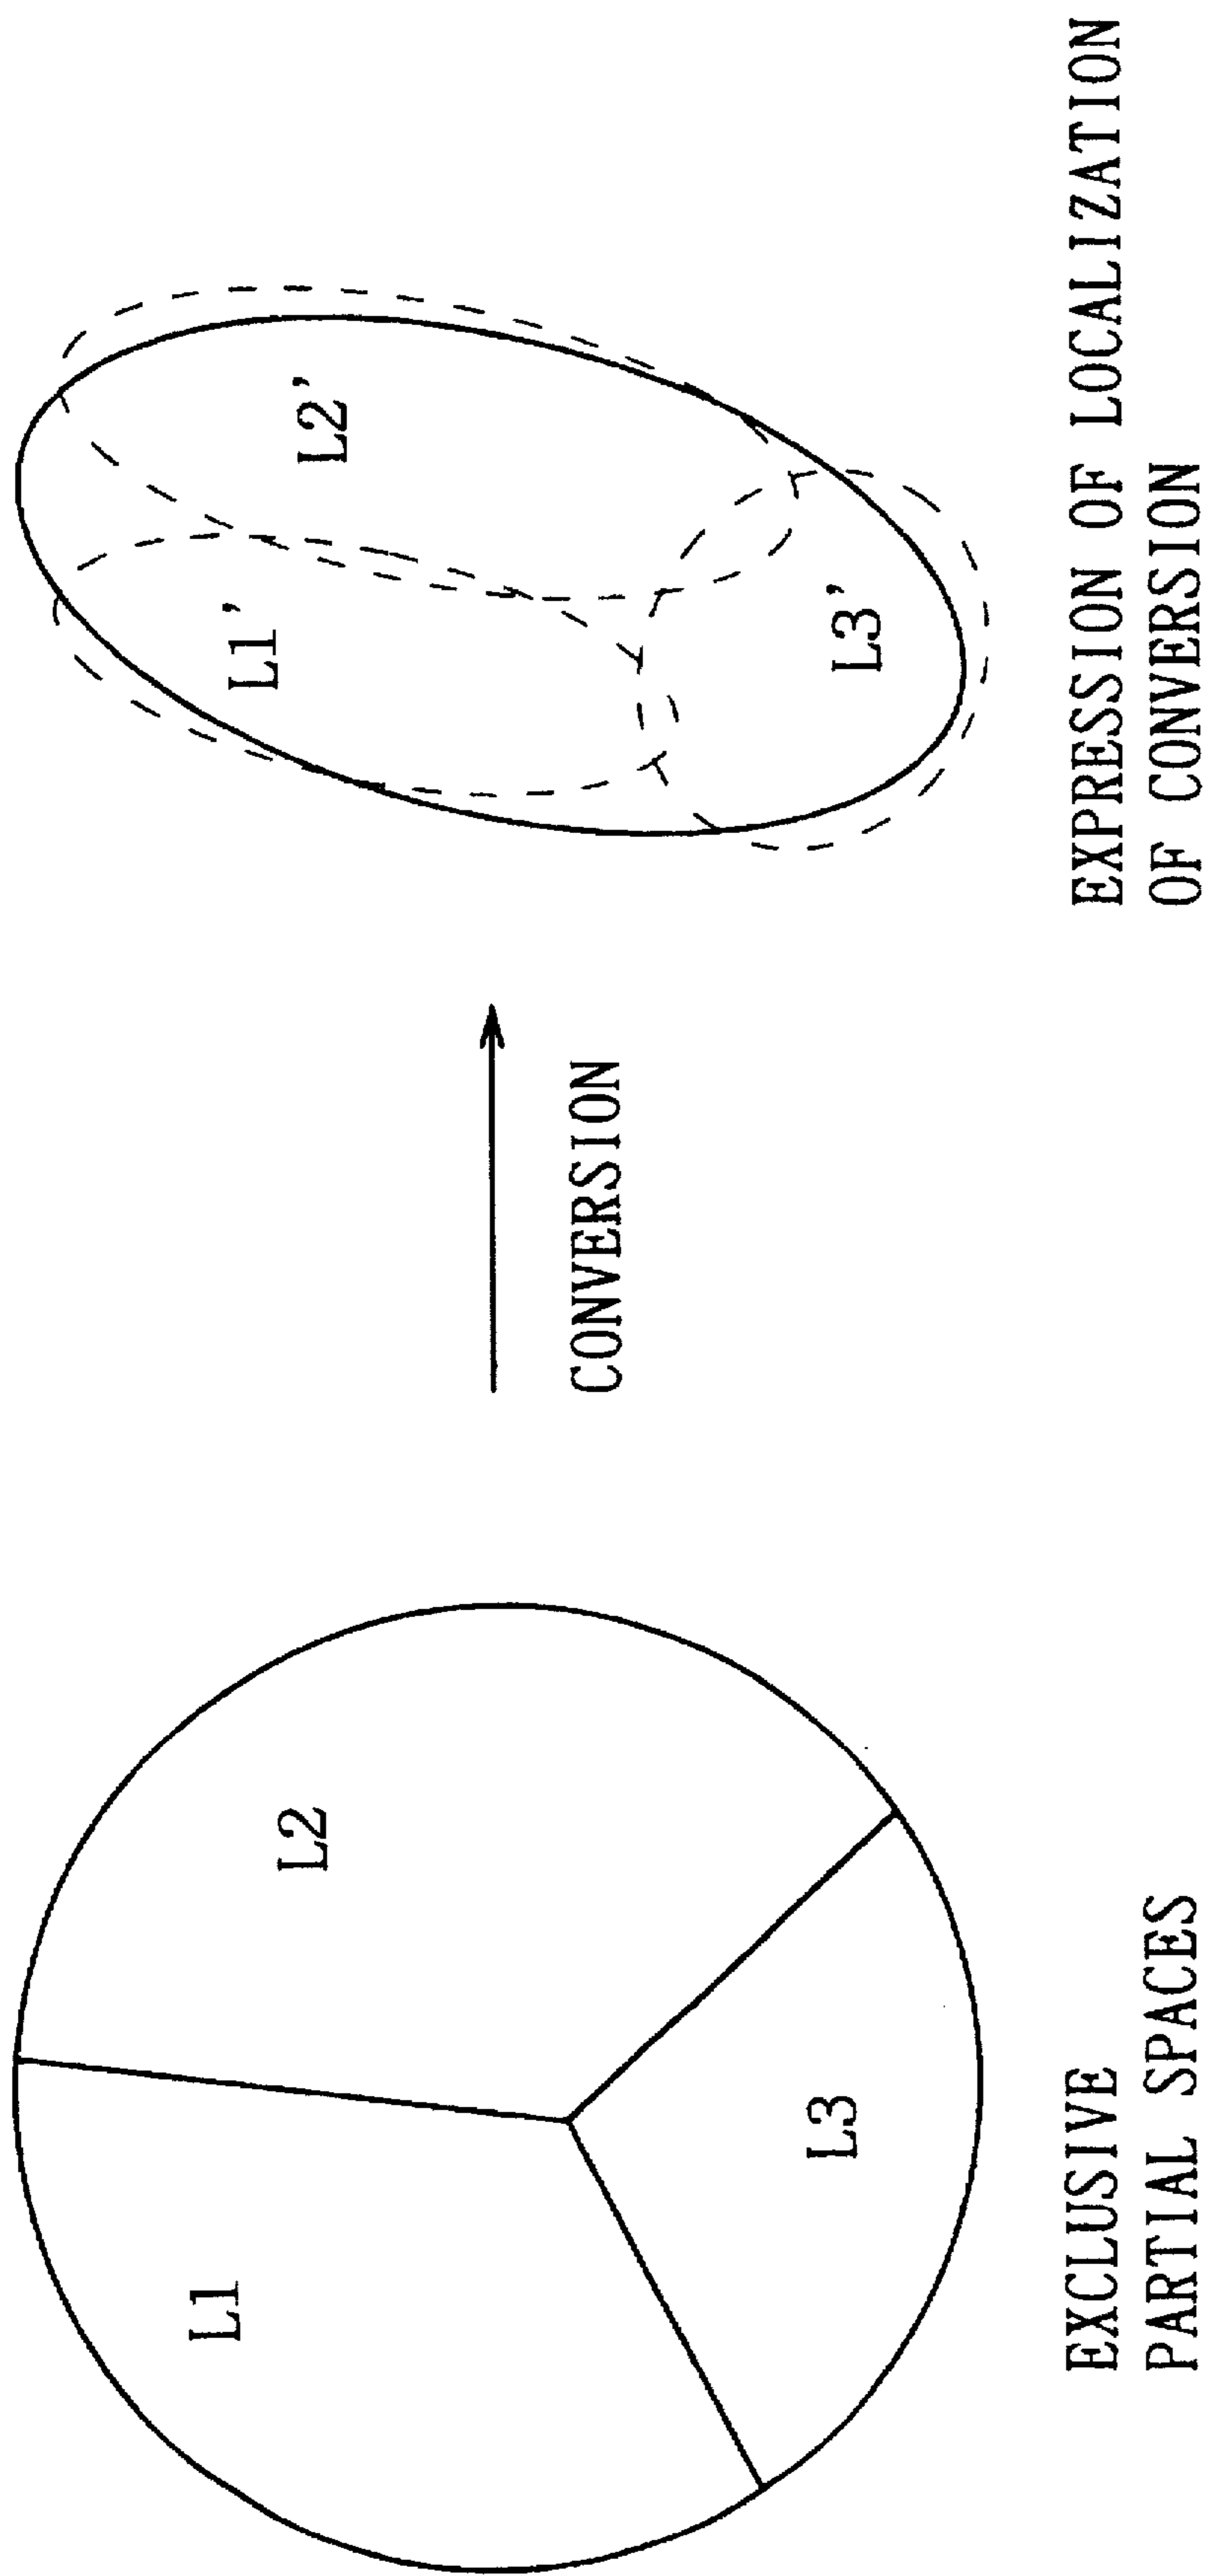 L1
L2
L3
EXCLUSIVE
PARTIAL SPACES
CONVERSION
L1'
L2'
L3'
EXPRESSION OF LOCALIZATION
OF CONVERSION